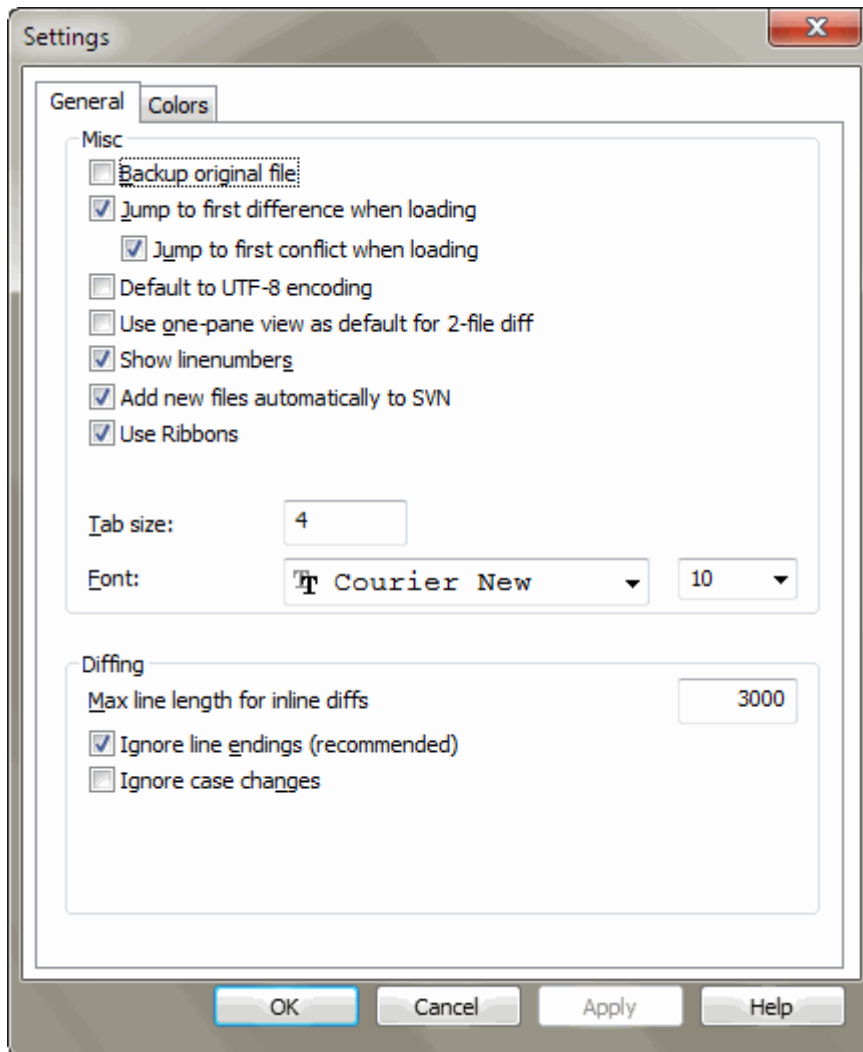 Settings
General Colors
Misc
Backup original file
Jump to first difference when loading
Jump to first conflict when loading
Default to UTF-8 encoding
Use one-pane view as default for 2-file diff
Show linenumbers
Add new files automatically to SVN
Use Ribbons
Tab size: 4
Font: Courier New 10
Diffing
Max line length for inline diffs 3000
Ignore line endings (recommended)
Ignore case changes
OK Cancel Apply Help